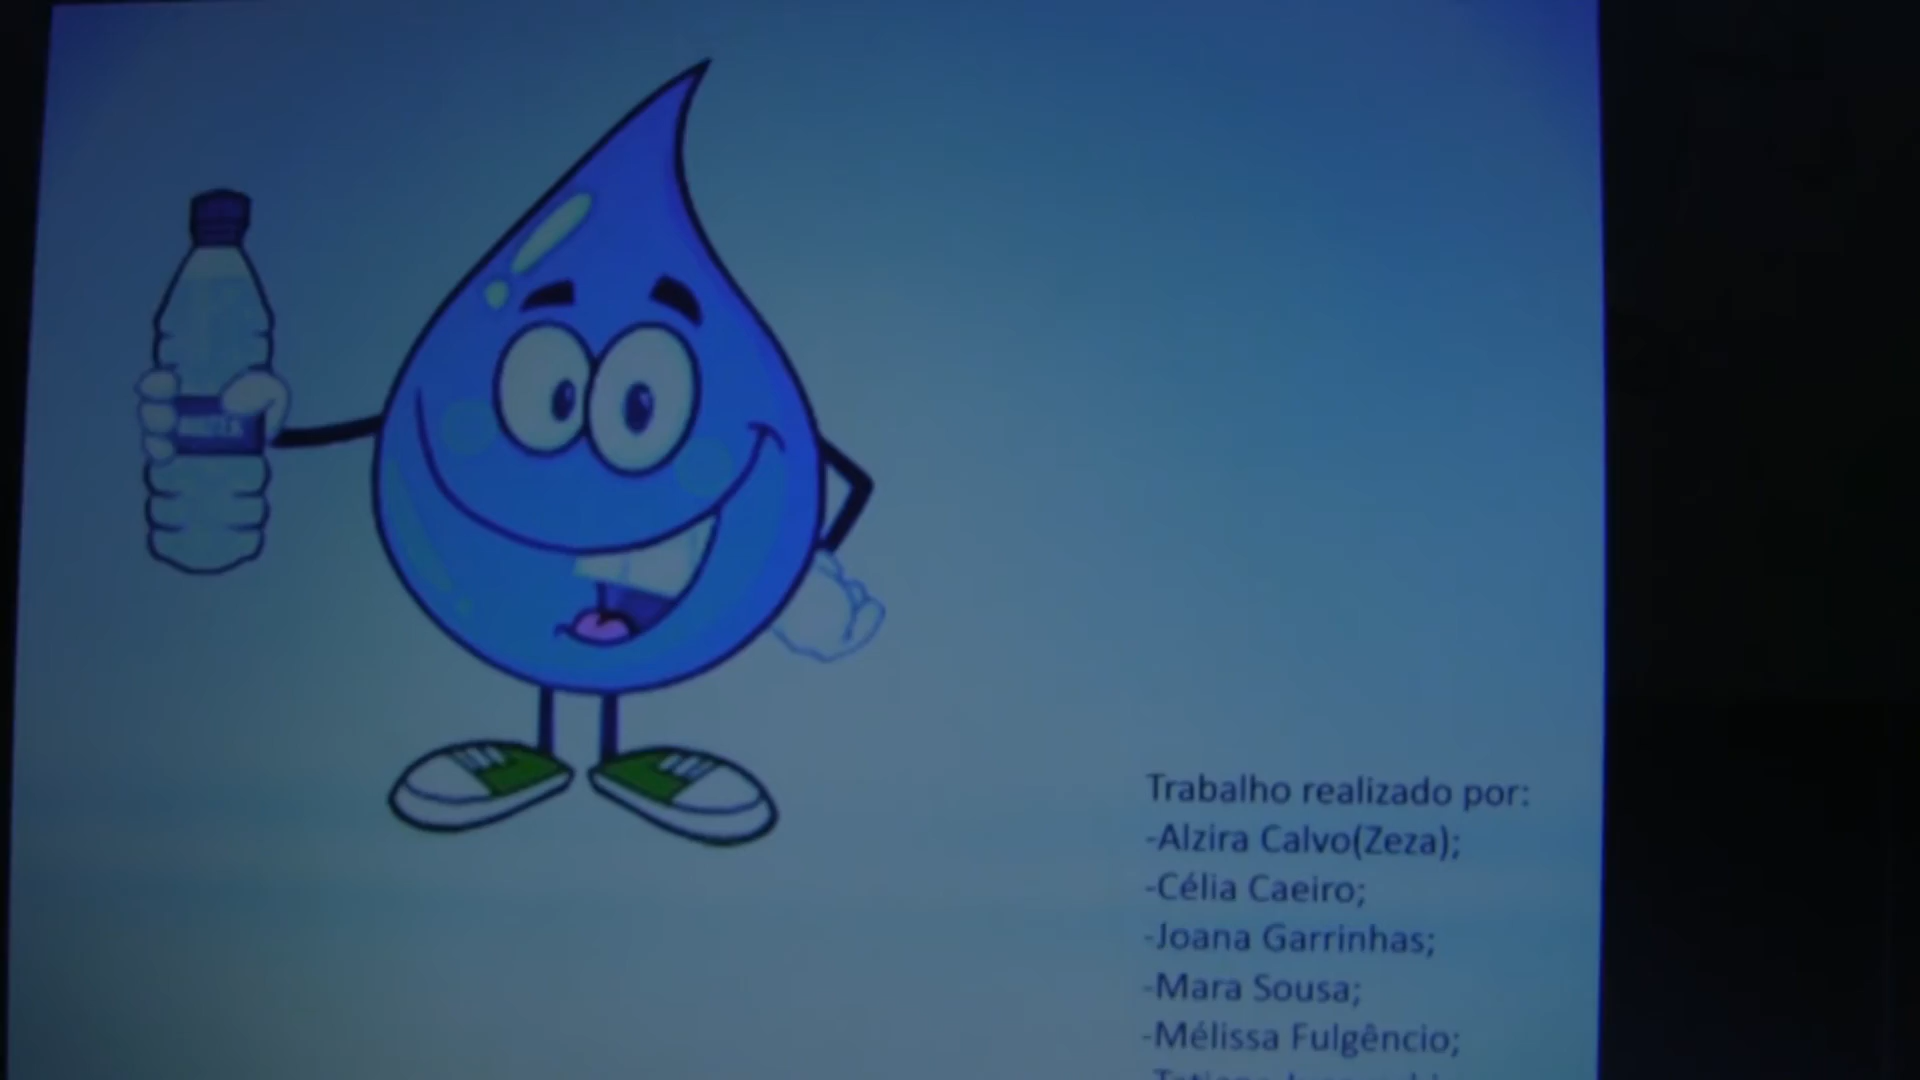 Trabalho realizado por:
-Alzira Calvo(Zeza);
-Célia Caeiro;
-Joana Garrinhas;
-Mara Sousa;
-Mélissa Fulgêncio;